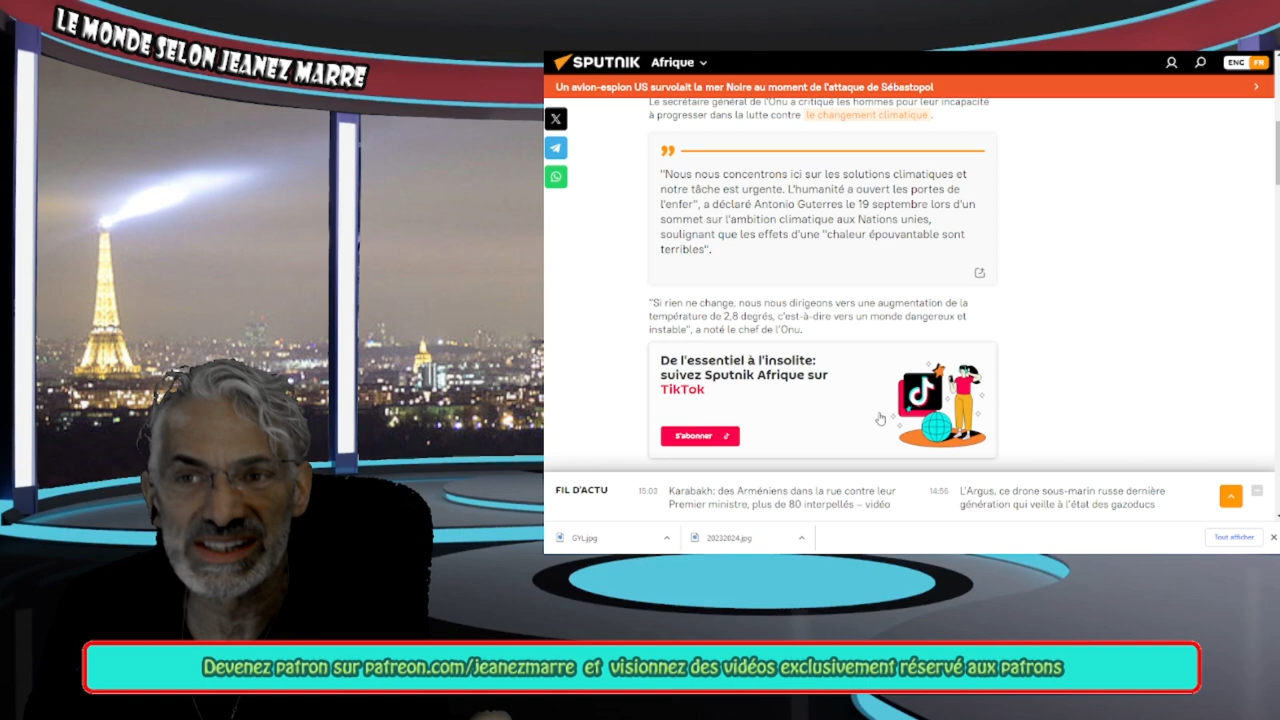 LE MONDE SELON JEANEZ MARRE
SPUTNIK Afrique
ENG FR
Un avion-espion US survolait la mer Noire au moment de l'attaque de Sébastopol
Le secrétaire général de l'Onu a critiqué les hommes pour leur incapacité
à progresser dans la lutte contre le changement climatique.
"Nous nous concentrons ici sur les solutions climatiques et
notre tâche est urgente. L'humanité a ouvert les portes de
l'enfer", a déclaré Antonio Guterres le 19 septembre lors d'un
sommet sur l'ambition climatique aux Nations unies,
soulignant que les effets d'une "chaleur épouvantable sont
terribles".
"Si rien ne change, nous nous dirigeons vers une augmentation de la
température de 2,8 degrés, c'est-à-dire vers un monde dangereux et
instable", a noté le chef de l'Onu.
De l'essentiel à l'insolite:
suivez Sputnik Afrique sur
TikTok
S'abonner
FIL D'ACTU
15:03 Karabakh: des Arméniens dans la rue contre leur
Premier ministre, plus de 80 interpellés – vidéo
14:56 L'Argus, ce drone sous-marin russe dernière
génération qui veille à l'état des gazoducs
GYL.jpg
20232024.jpg
Tout afficher
Devenez patron sur patreon.com/jeanezmarre et visionnez des vidéos exclusivement réservé aux patrons